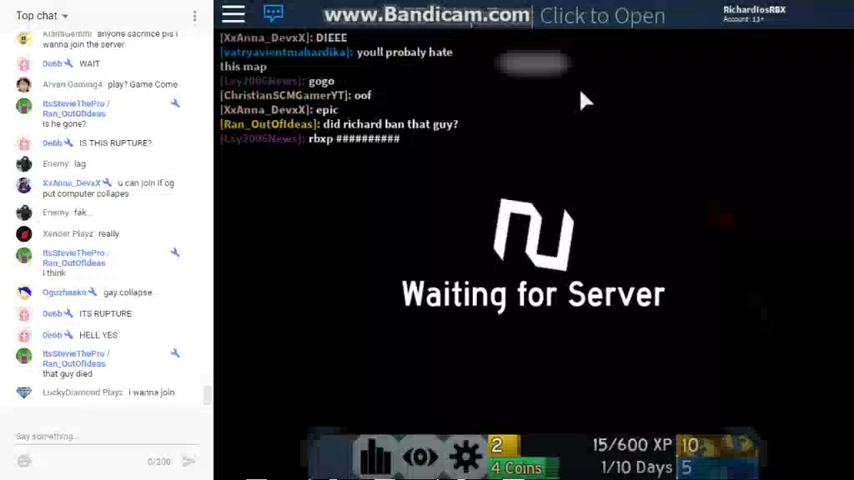 Top chat
anyone sacrifice pls i
wanna join the server
0e6b WAIT
Arvan Gaming4 play? Game Come
ItsStevieThePro /
Ran_OutOfIdeas
is he gone?
0e6b IS THIS RUPTURE?
Enemy lag
XxAnna_DevxX u can join if og
put computer collapes
Enemy fak...
Xender Playz really
ItsStevieThePro /
Ran_OutOfIdeas
i think
Oguzhaako gay.collapse
0e6b ITS RUPTURE
0e6b HELL YES
ItsStevieThePro /
Ran_OutOfIdeas
that guy died
LuckyDiamond Playz i wanna join
Say something...
0/200
www.Bandicam.com Click to Open
RichardIosRBX
Account: 13+
[XxAnna_DevxX]: DIEEE
[vatryavientmahardika]: youll probaly hate
this map
[Lsy2006News]: gogo
[ChristianSCMGamerYT]: oof
[XxAnna_DevxX]: epic
[Ran_OutOfIdeas]: did richard ban that guy?
[Lsy2006News]: rbxp ##########
Waiting for Server
2 15/600 XP 10
4 Coins 1/10 Days 5